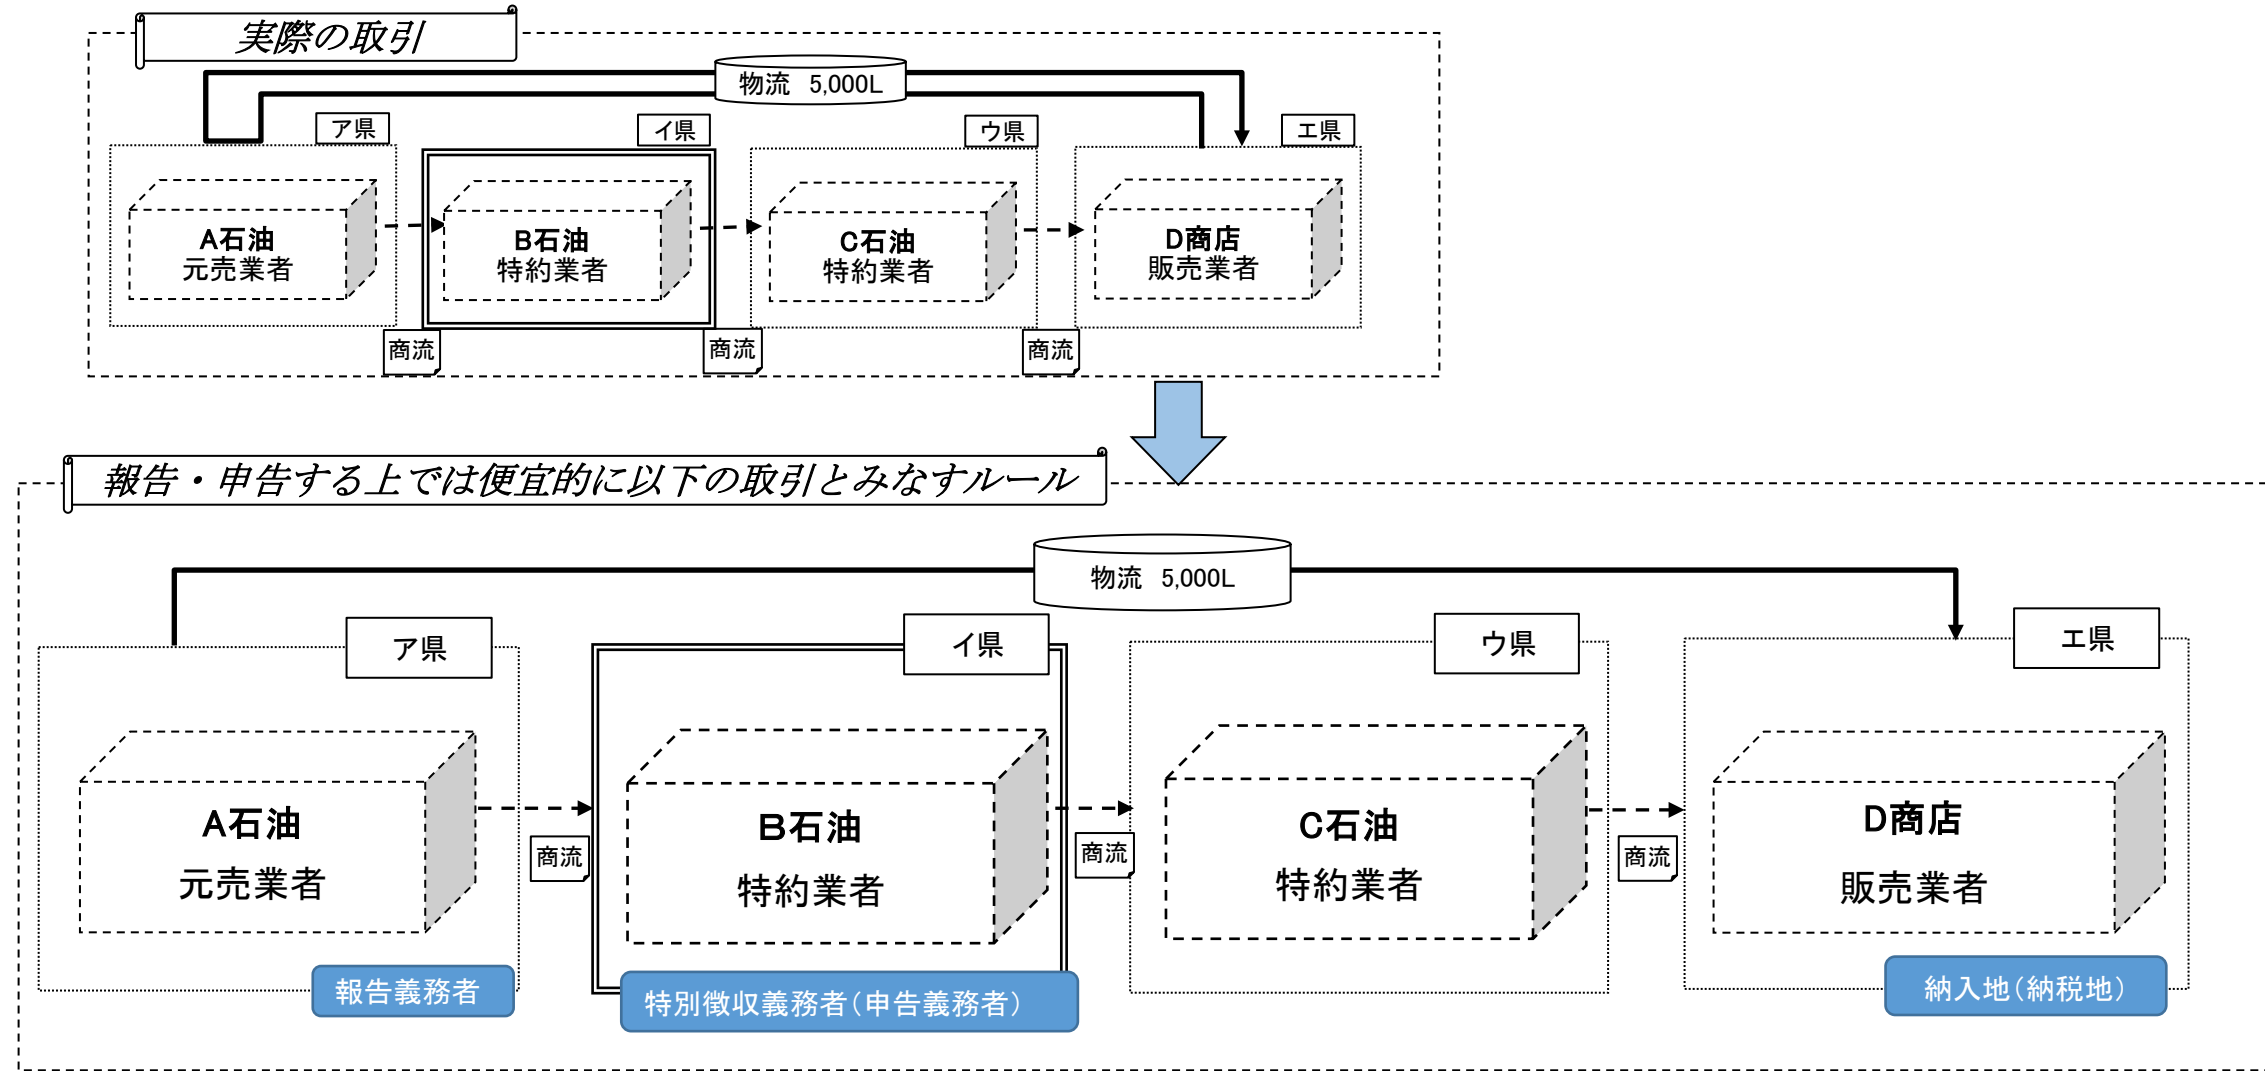 実際の取引
物流 5,000L
ア県
イ県
ウ県
エ県
A石油
元売業者
B石油
特約業者
C石油
特約業者
D商店
販売業者
商流
商流
商流
報告・申告する上では便宜的に以下の取引とみなすルール
物流 5,000L
ア県
イ県
ウ県
エ県
A石油
元売業者
商流
B石油
特約業者
商流
C石油
特約業者
商流
D商店
販売業者
報告義務者
特別徴収義務者(申告義務者)
納入地(納税地)